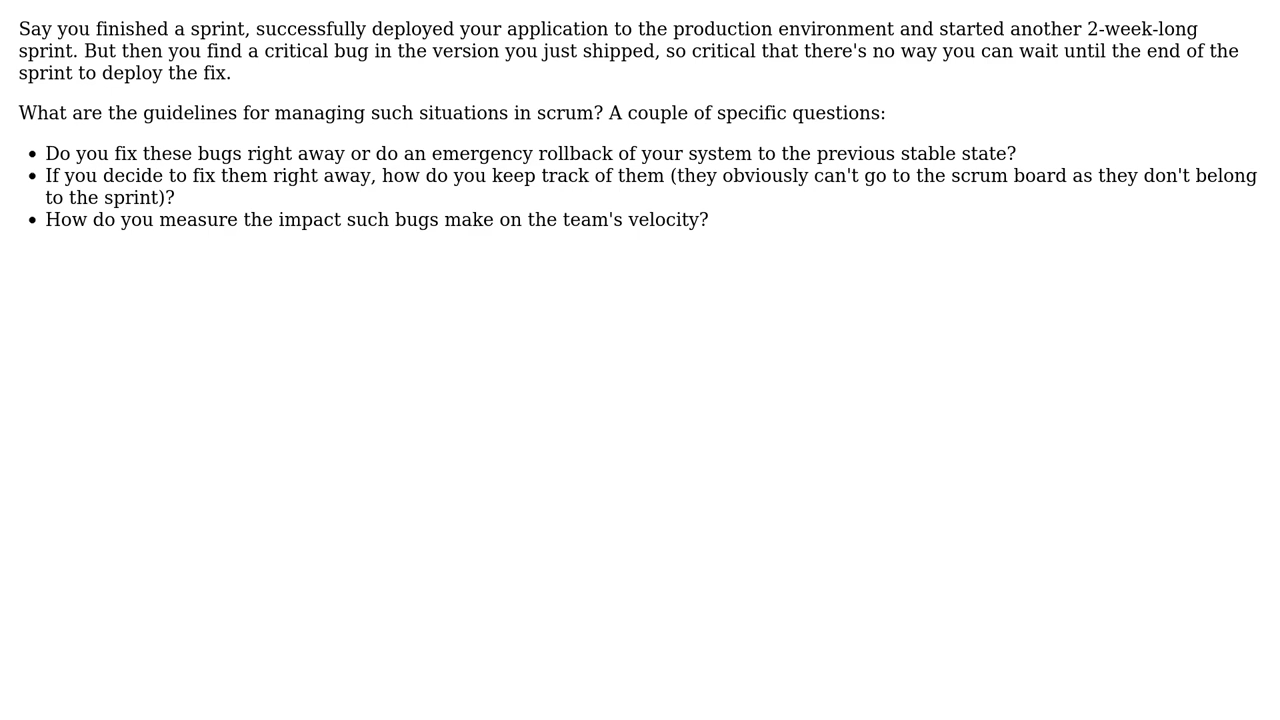 Say you finished a sprint, successfully deployed your application to the production environment and started another 2-week-long
sprint. But then you find a critical bug in the version you just shipped, so critical that there's no way you can wait until the end of the
sprint to deploy the fix.
What are the guidelines for managing such situations in scrum? A couple of specific questions:
• Do you fix these bugs right away or do an emergency rollback of your system to the previous stable state?
• If you decide to fix them right away, how do you keep track of them (they obviously can't go to the scrum board as they don't belong
to the sprint)?
• How do you measure the impact such bugs make on the team's velocity?